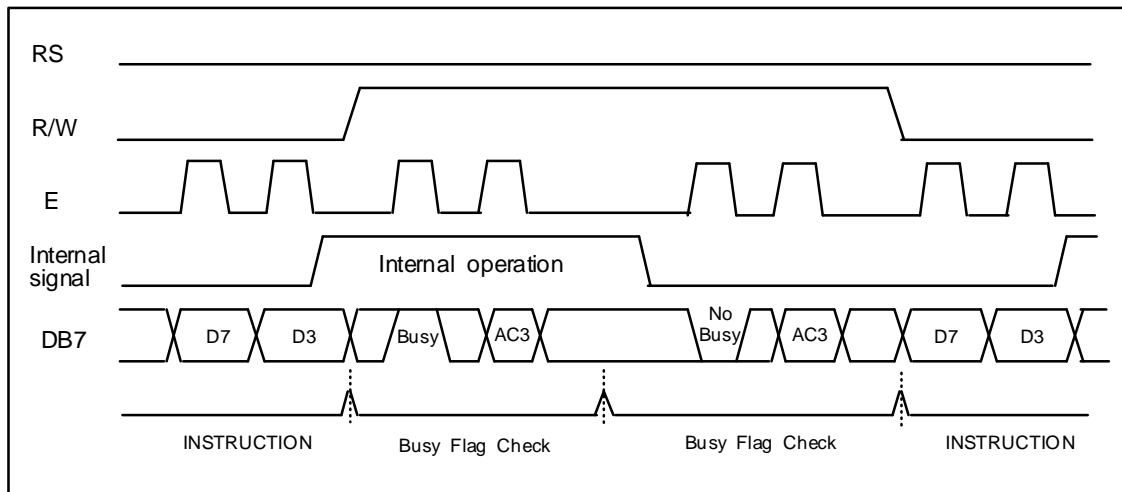 RS
R/W
E
Internal
signal
Internal operation
DB7
D7
D3
Busy
AC3
No
Busy
AC3
D7
D3
INSTRUCTION
Busy Flag Check
Busy Flag Check
INSTRUCTION